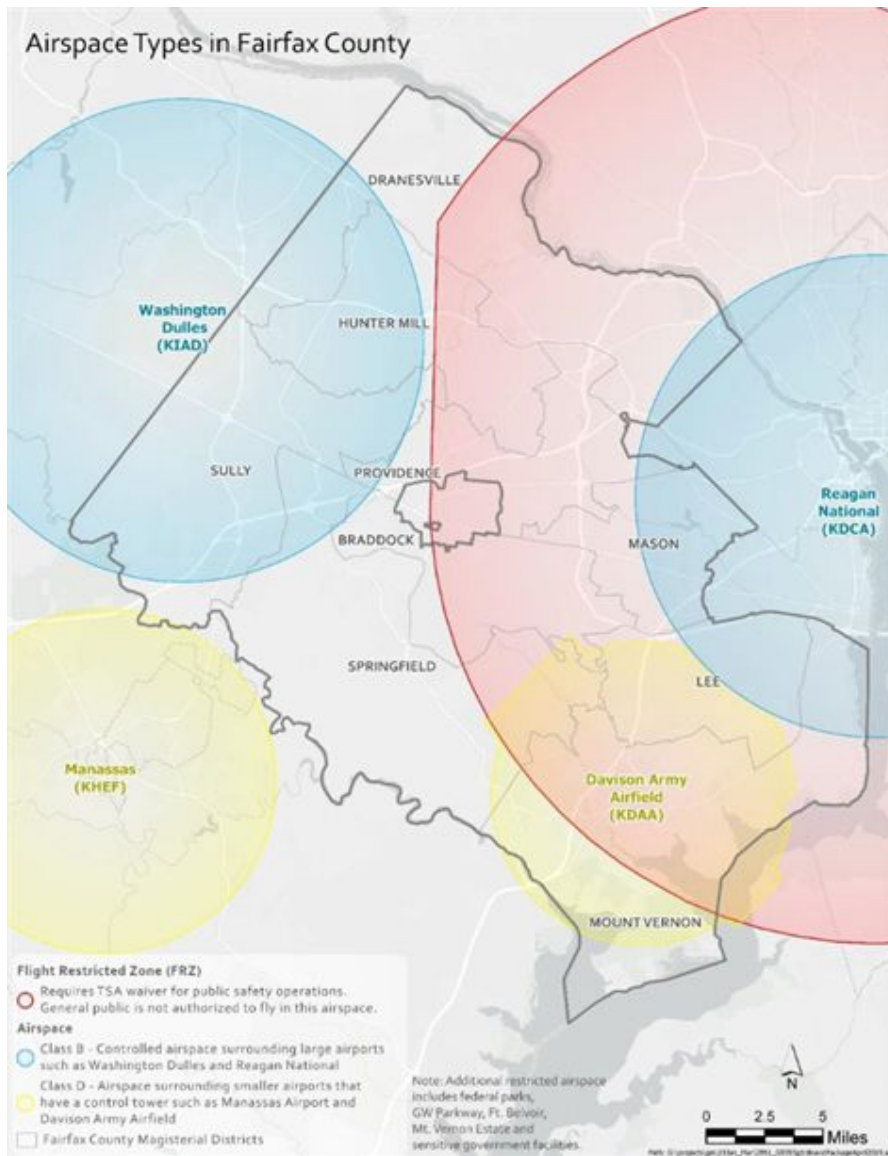 Airspace Types in Fairfax County
DRANESVILLE
Washington
Dulles
(KIAD)
HUNTER MILL
SULLY
PROVIDENCE
Reagan
National
(KDCA)
BRADDOCK
MASON
SPRINGFIELD
LEE
Manassas
(KHEF)
Davison Army
Airfield
(KDAA)
MOUNT VERNON
Flight Restricted Zone (FRZ)
Requires TSA waiver for public safety operations.
General public is not authorized to fly in this airspace.
Airspace
Class B - Controlled airspace surrounding large airports
such as Washington Dulles and Reagan National
Class D - Airspace surrounding smaller airports that
have a control tower such as Manassas Airport and
Davison Army Airfield
Fairfax County Magisterial Districts
Note: Additional restricted airspace
includes federal parks,
GW Parkway, Ft. Belvoir,
Mt. Vernon Estate and
sensitive government facilities.
N
0 2.5 5
Miles